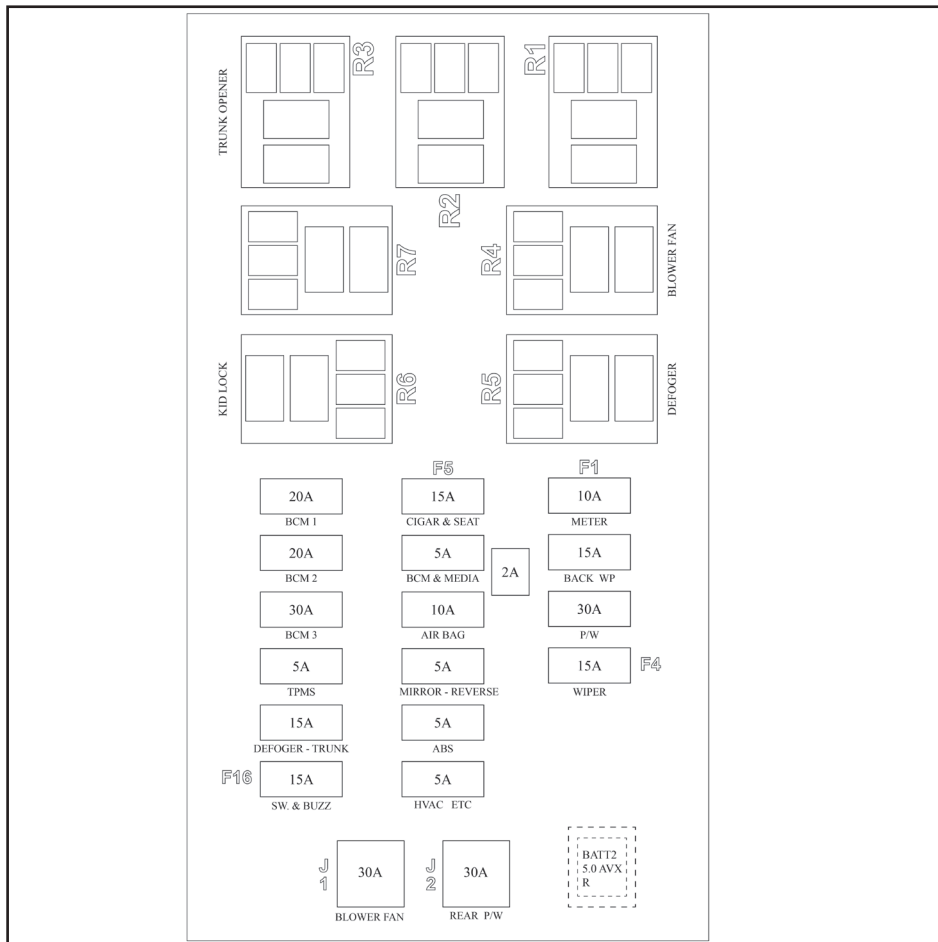 TRUNK OPENER
R3
R2
R1
R7
R4
BLOWER FAN
KID LOCK
R6
R5
DEFOGER
F5
F1
20A
BCM 1
15A
CIGAR & SEAT
10A
METER
20A
BCM 2
5A
BCM & MEDIA
2A
15A
BACK WP
30A
BCM 3
10A
AIR BAG
30A
P/W
5A
TPMS
5A
MIRROR - REVERSE
15A
WIPER
F4
15A
DEFOGER - TRUNK
5A
ABS
F16
15A
SW. & BUZZ
5A
HVAC ETC
J1
30A
BLOWER FAN
J2
30A
REAR P/W
BATT2
5.0 AVX
R